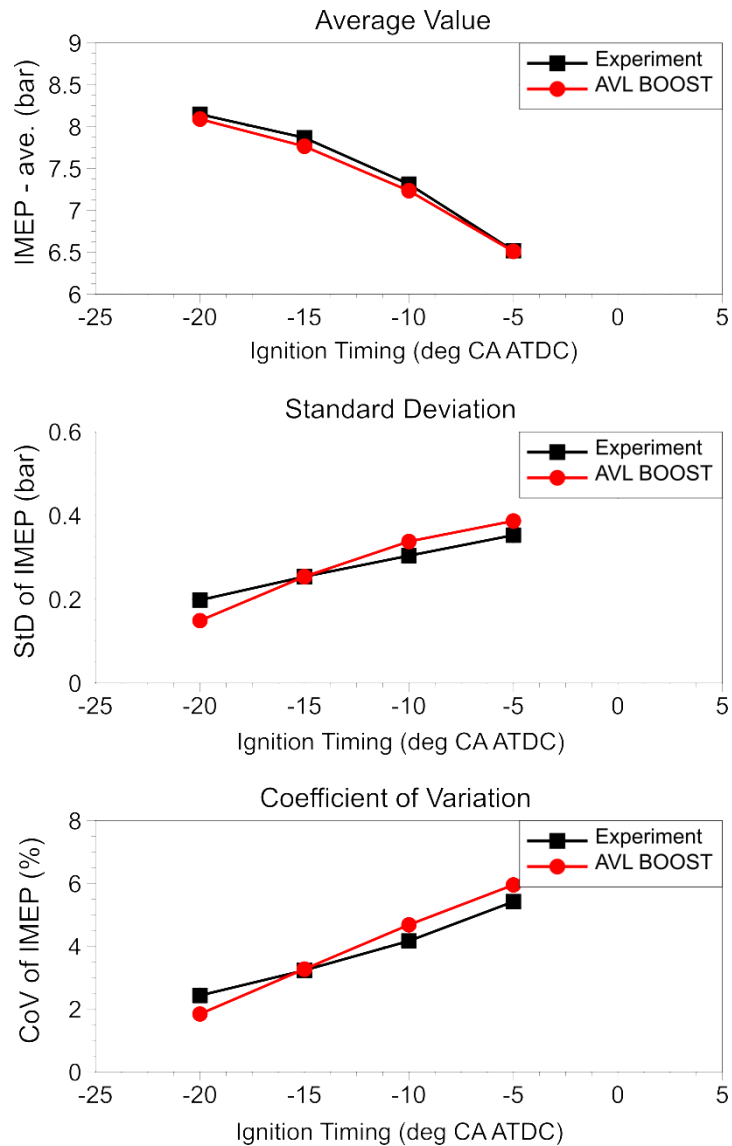 Average Value
IMEP - ave. (bar)
9
8.5
8
7.5
7
6.5
6
Experiment
AVL BOOST
-25 -20 -15 -10 -5 0 5
Ignition Timing (deg CA ATDC)
Standard Deviation
StD of IMEP (bar)
0.6
0.4
0.2
0
Experiment
AVL BOOST
-25 -20 -15 -10 -5 0 5
Ignition Timing (deg CA ATDC)
Coefficient of Variation
CoV of IMEP (%)
8
6
4
2
0
Experiment
AVL BOOST
-25 -20 -15 -10 -5 0 5
Ignition Timing (deg CA ATDC)